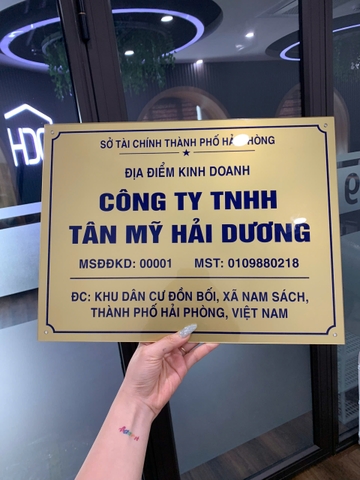 SỞ TÀI CHÍNH THÀNH PHỐ HẢI PHÒNG
ĐỊA ĐIỂM KINH DOANH
CÔNG TY TNHH
TÂN MỸ HẢI DƯƠNG
MSĐĐKD: 00001 MST: 0109880218
ĐC: KHU DÂN CƯ ĐỒN BỐI, XÃ NAM SÁCH,
THÀNH PHỐ HẢI PHÒNG, VIỆT NAM
HDG